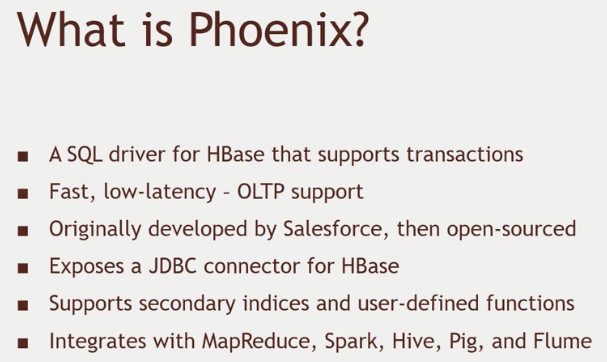 What is Phoenix?
■ A SQL driver for HBase that supports transactions
■ Fast, low-latency – OLTP support
■ Originally developed by Salesforce, then open-sourced
■ Exposes a JDBC connector for HBase
■ Supports secondary indices and user-defined functions
■ Integrates with MapReduce, Spark, Hive, Pig, and Flume